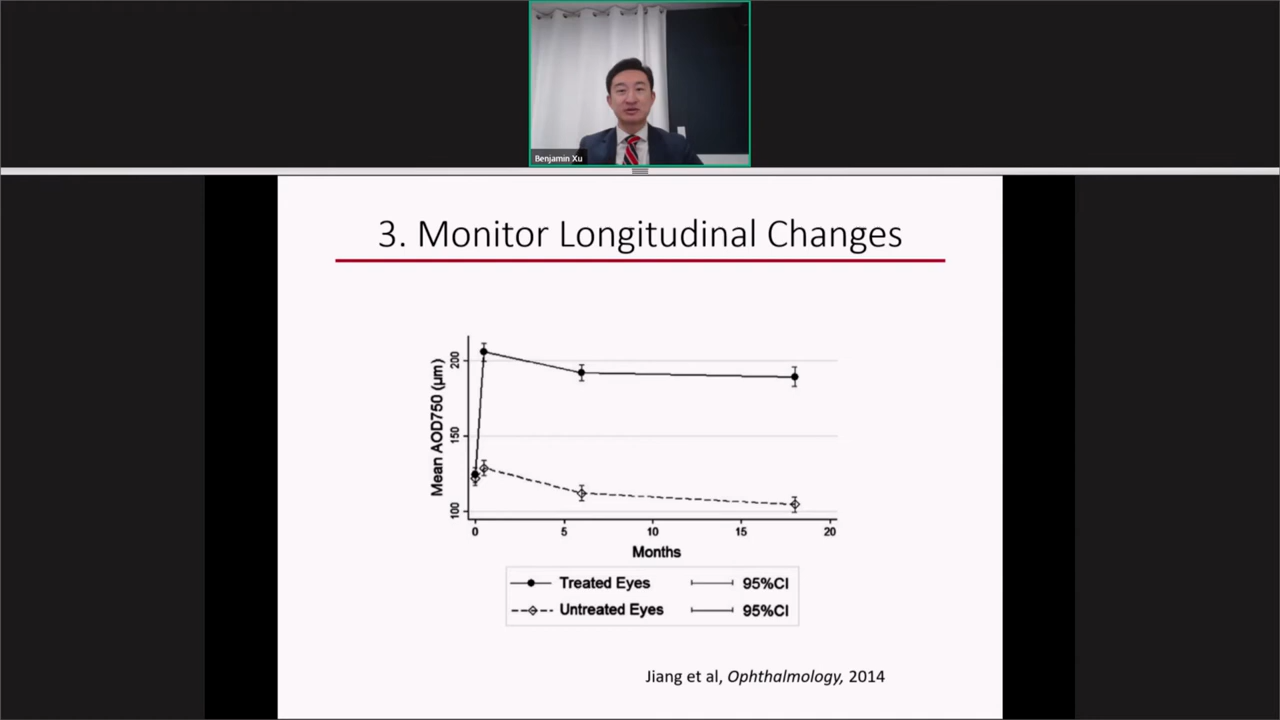 Benjamin Xu
3. Monitor Longitudinal Changes
Mean AOD750 (μm)
200
150
100
0 5 10 15 20
Months
Treated Eyes 95%CI
Untreated Eyes 95%CI
Jiang et al, Ophthalmology, 2014